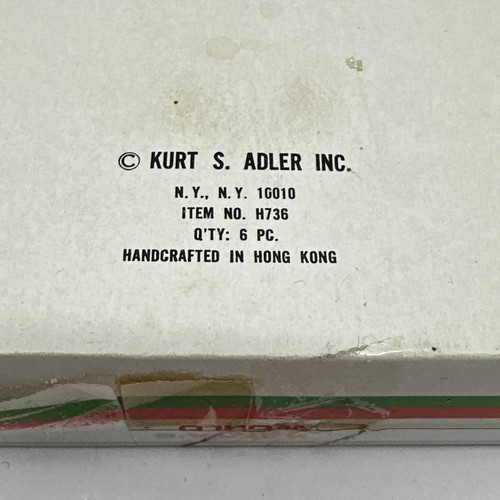 © KURT S. ADLER INC.
N.Y., N.Y. 10010
ITEM NO. H736
Q'TY: 6 PC.
HANDCRAFTED IN HONG KONG